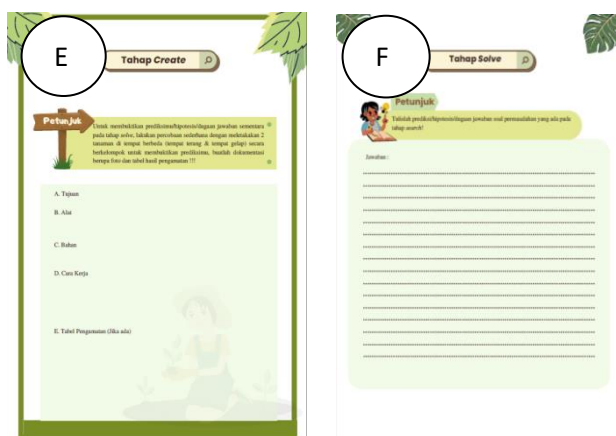 E
Tahap Create
Petunjuk
Untuk membuktikan prediksimu/hipotesis/dugaan jawaban sementara
pada tahap solve, lakukan percobaan sederhana dengan meletakkan 2
tanaman di tempat berbeda (tempat terang & tempat gelap) secara
berkelompok untuk membuktikan prediksimu, buatlah dokumentasi
berupa foto dan tabel hasil pengamatan !!!
A. Tujuan
B. Alat
C. Bahan
D. Cara Kerja
E. Tabel Pengamatan (Jika ada)
F
Tahap Solve
Petunjuk
Tulislah prediksi/hipotesis/dugaan jawaban soal permasalahan yang ada pada
tahap search!
Jawaban :